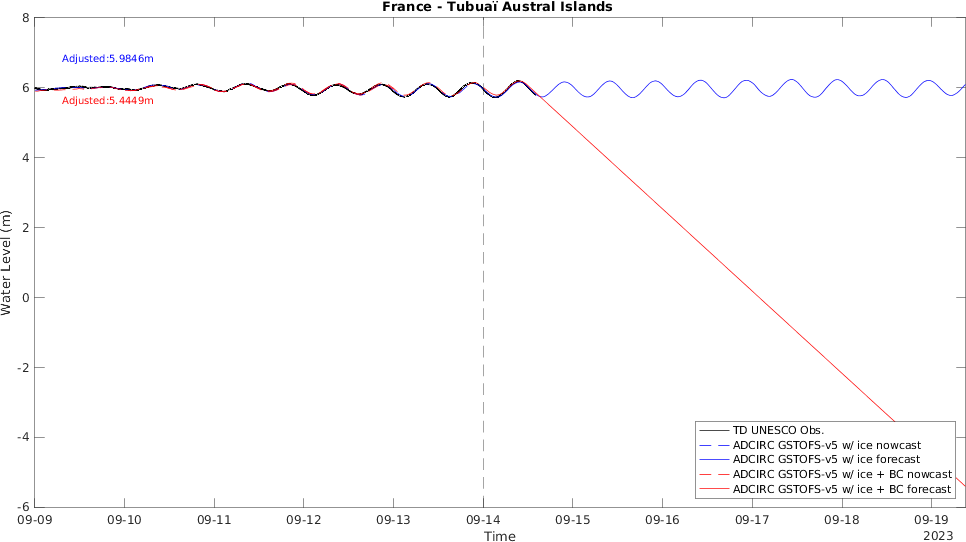 France - Tubuaï Austral Islands
8
6
4
2
0
-2
-4
-6
Water Level (m)
Adjusted:5.9846m
Adjusted:5.4449m
TD UNESCO Obs.
ADCIRC GSTOFS-v5 w/ ice nowcast
ADCIRC GSTOFS-v5 w/ ice forecast
ADCIRC GSTOFS-v5 w/ ice + BC nowcast
ADCIRC GSTOFS-v5 w/ ice + BC forecast
09-09 09-10 09-11 09-12 09-13 09-14 09-15 09-16 09-17 09-18 09-19
Time
2023